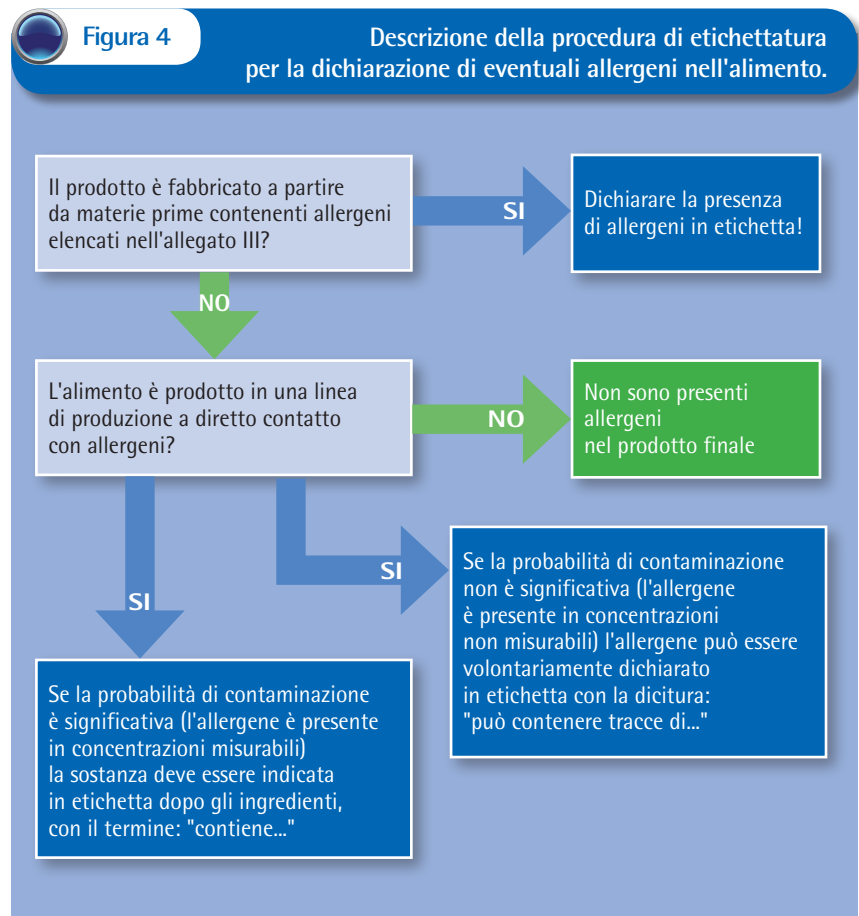 Figura 4
Descrizione della procedura di etichettatura
per la dichiarazione di eventuali allergeni nell'alimento.
Il prodotto è fabbricato a partire
da materie prime contenenti allergeni
elencati nell'allegato III?
SI
Dichiarare la presenza
di allergeni in etichetta!
NO
L'alimento è prodotto in una linea
di produzione a diretto contatto
con allergeni?
NO
Non sono presenti
allergeni
nel prodotto finale
SI
Se la probabilità di contaminazione
non è significativa (l'allergene
è presente in concentrazioni
non misurabili) l'allergene può essere
volontariamente dichiarato
in etichetta con la dicitura:
"può contenere tracce di..."
SI
Se la probabilità di contaminazione
è significativa (l'allergene è presente
in concentrazioni misurabili)
la sostanza deve essere indicata
in etichetta dopo gli ingredienti,
con il termine: "contiene..."